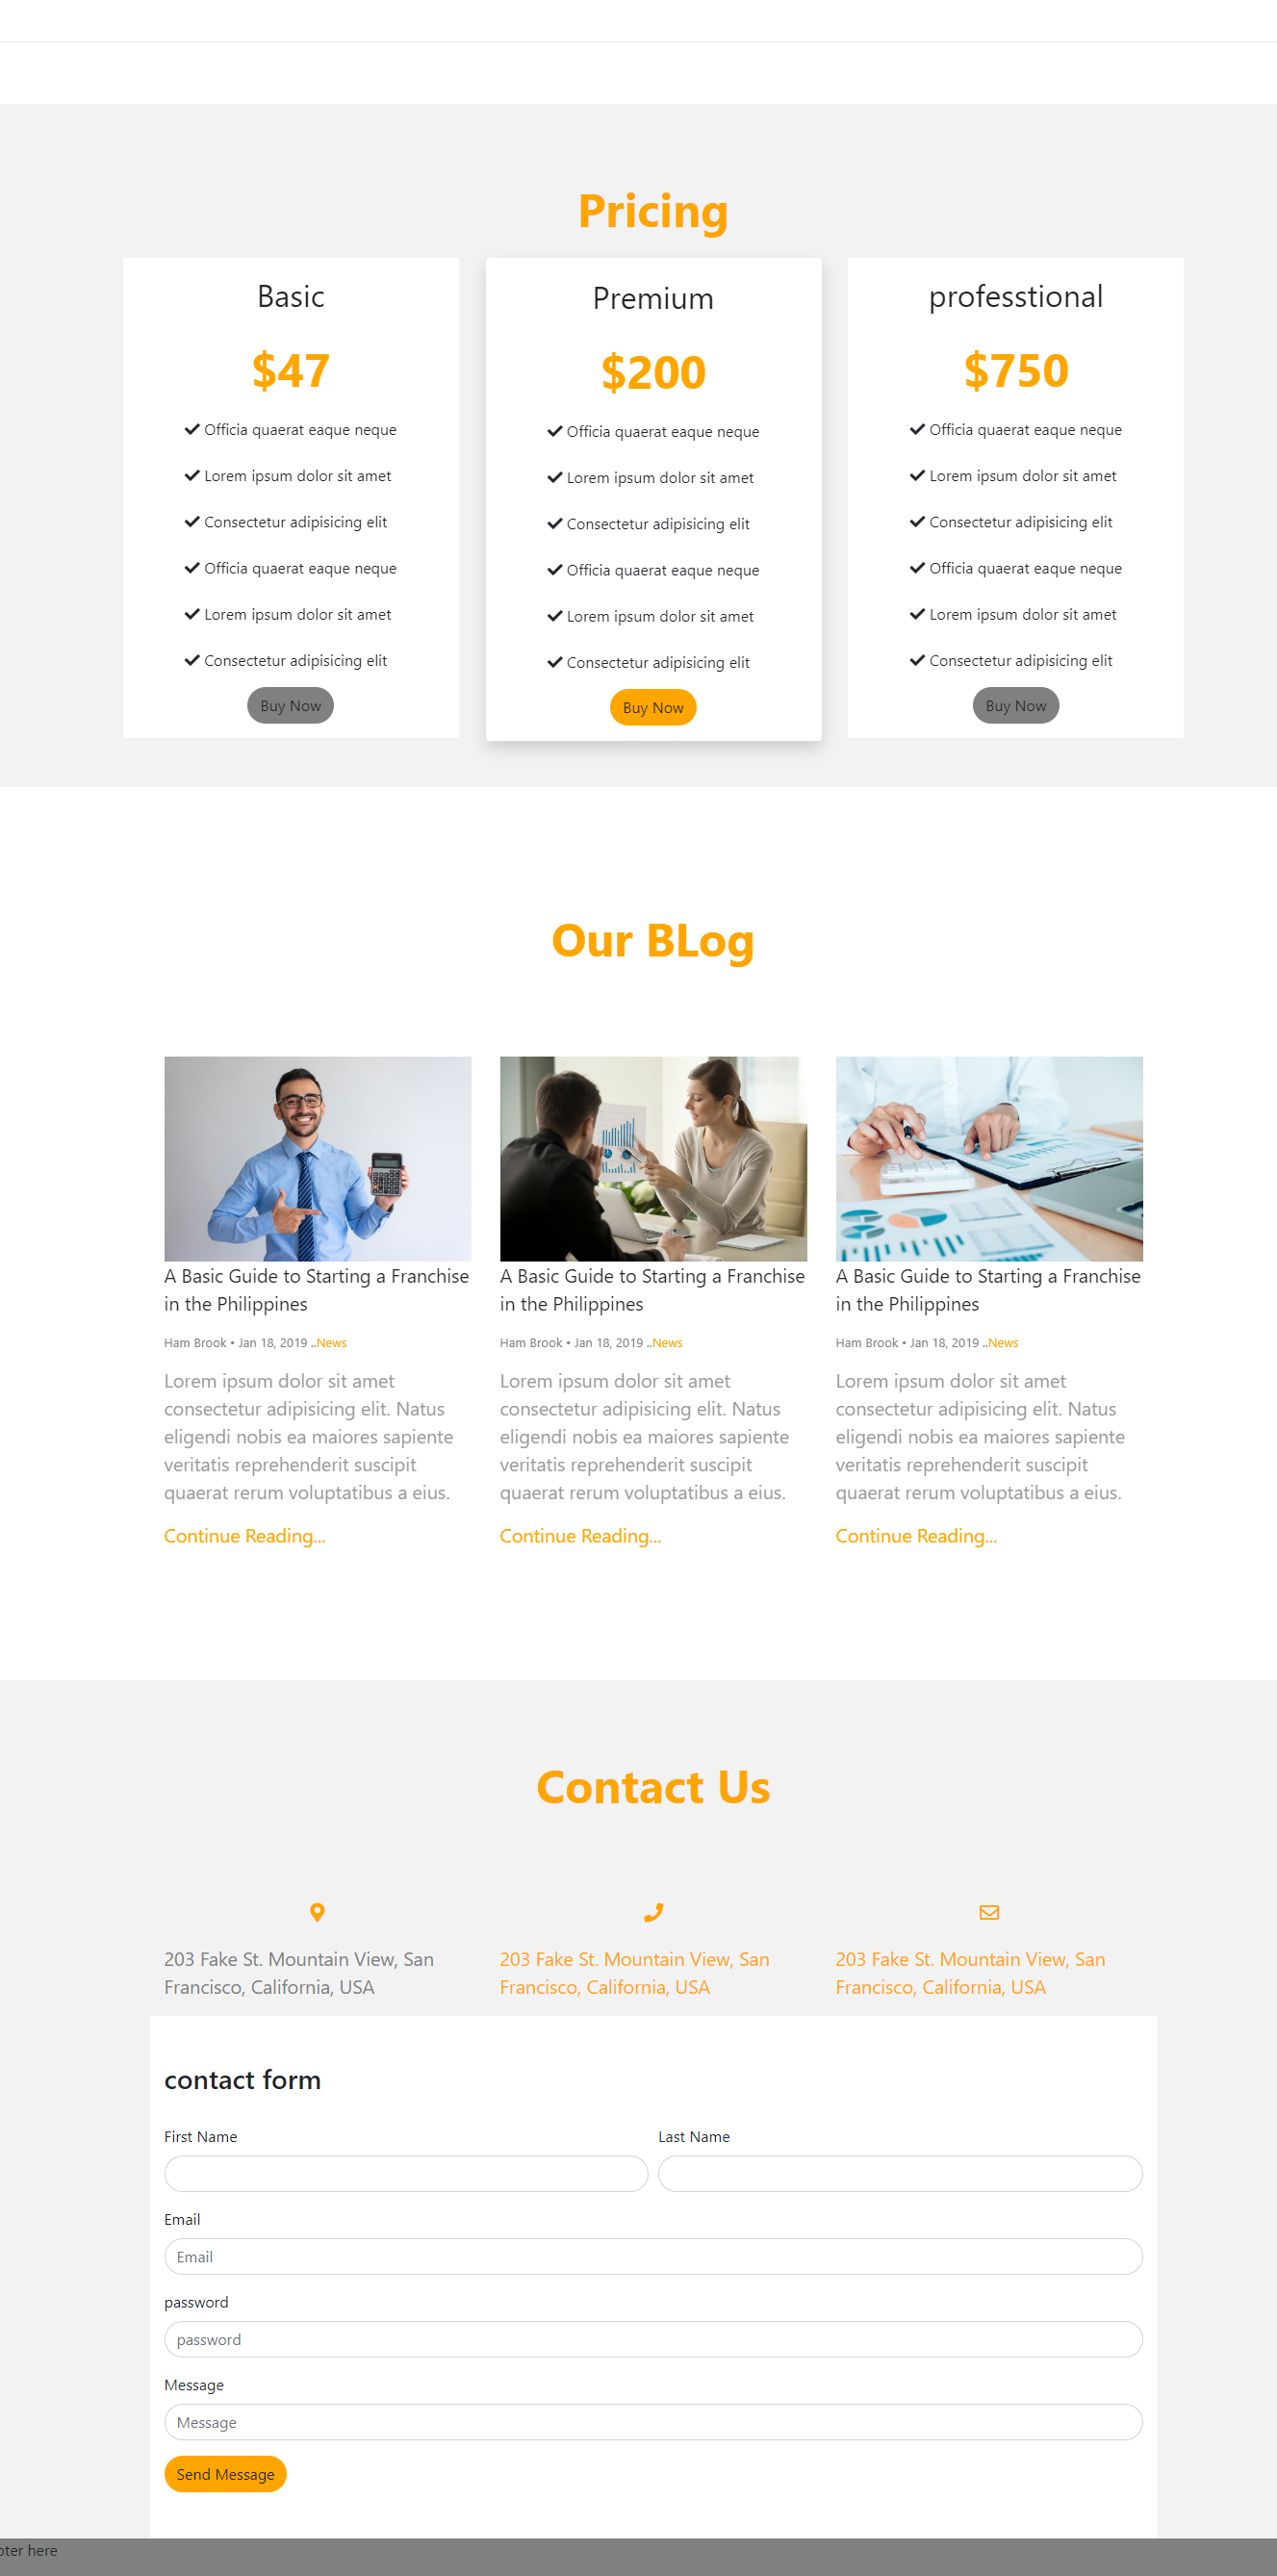 Pricing
Basic
$47
Officia quaerat eaque neque
Lorem ipsum dolor sit amet
Consectetur adipisicing elit
Officia quaerat eaque neque
Lorem ipsum dolor sit amet
Consectetur adipisicing elit
Buy Now
Premium
$200
Officia quaerat eaque neque
Lorem ipsum dolor sit amet
Consectetur adipisicing elit
Officia quaerat eaque neque
Lorem ipsum dolor sit amet
Consectetur adipisicing elit
Buy Now
professtional
$750
Officia quaerat eaque neque
Lorem ipsum dolor sit amet
Consectetur adipisicing elit
Officia quaerat eaque neque
Lorem ipsum dolor sit amet
Consectetur adipisicing elit
Buy Now
Our BLog
A Basic Guide to Starting a Franchise
in the Philippines
Ham Brook • Jan 18, 2019 ..News
Lorem ipsum dolor sit amet
consectetur adipisicing elit. Natus
eligendi nobis ea maiores sapiente
veritatis reprehenderit suscipit
quaerat rerum voluptatibus a eius.
Continue Reading...
A Basic Guide to Starting a Franchise
in the Philippines
Ham Brook • Jan 18, 2019 ..News
Lorem ipsum dolor sit amet
consectetur adipisicing elit. Natus
eligendi nobis ea maiores sapiente
veritatis reprehenderit suscipit
quaerat rerum voluptatibus a eius.
Continue Reading...
A Basic Guide to Starting a Franchise
in the Philippines
Ham Brook • Jan 18, 2019 ..News
Lorem ipsum dolor sit amet
consectetur adipisicing elit. Natus
eligendi nobis ea maiores sapiente
veritatis reprehenderit suscipit
quaerat rerum voluptatibus a eius.
Continue Reading...
Contact Us
203 Fake St. Mountain View, San
Francisco, California, USA
203 Fake St. Mountain View, San
Francisco, California, USA
203 Fake St. Mountain View, San
Francisco, California, USA
contact form
First Name
Last Name
Email
Email
password
password
Message
Message
Send Message
oter here